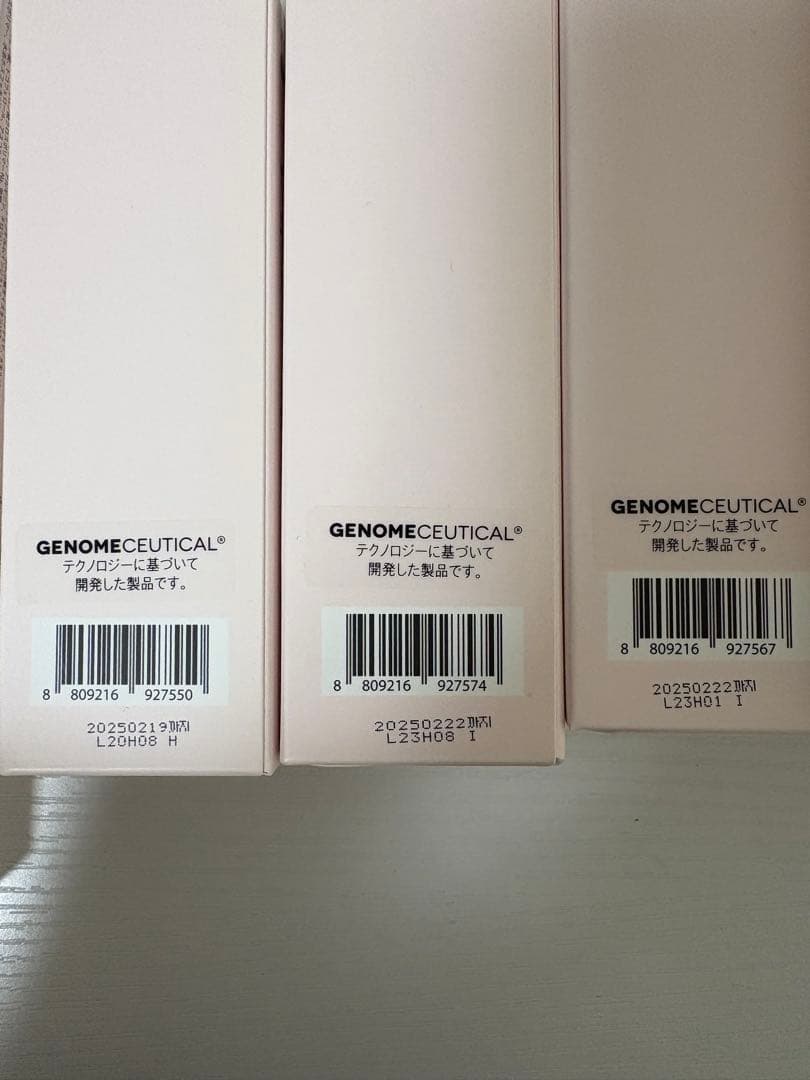 GENOMECEUTICAL®
テクノロジーに基づいて
開発した製品です。
8 809216 927550
20250219까지
L20H08 H
GENOMECEUTICAL®
テクノロジーに基づいて
開発した製品です。
8 809216 927574
20250222까지
L23H08 I
GENOMECEUTICAL®
テクノロジーに基づいて
開発した製品です。
8 809216 927567
20250222까지
L23H01 I